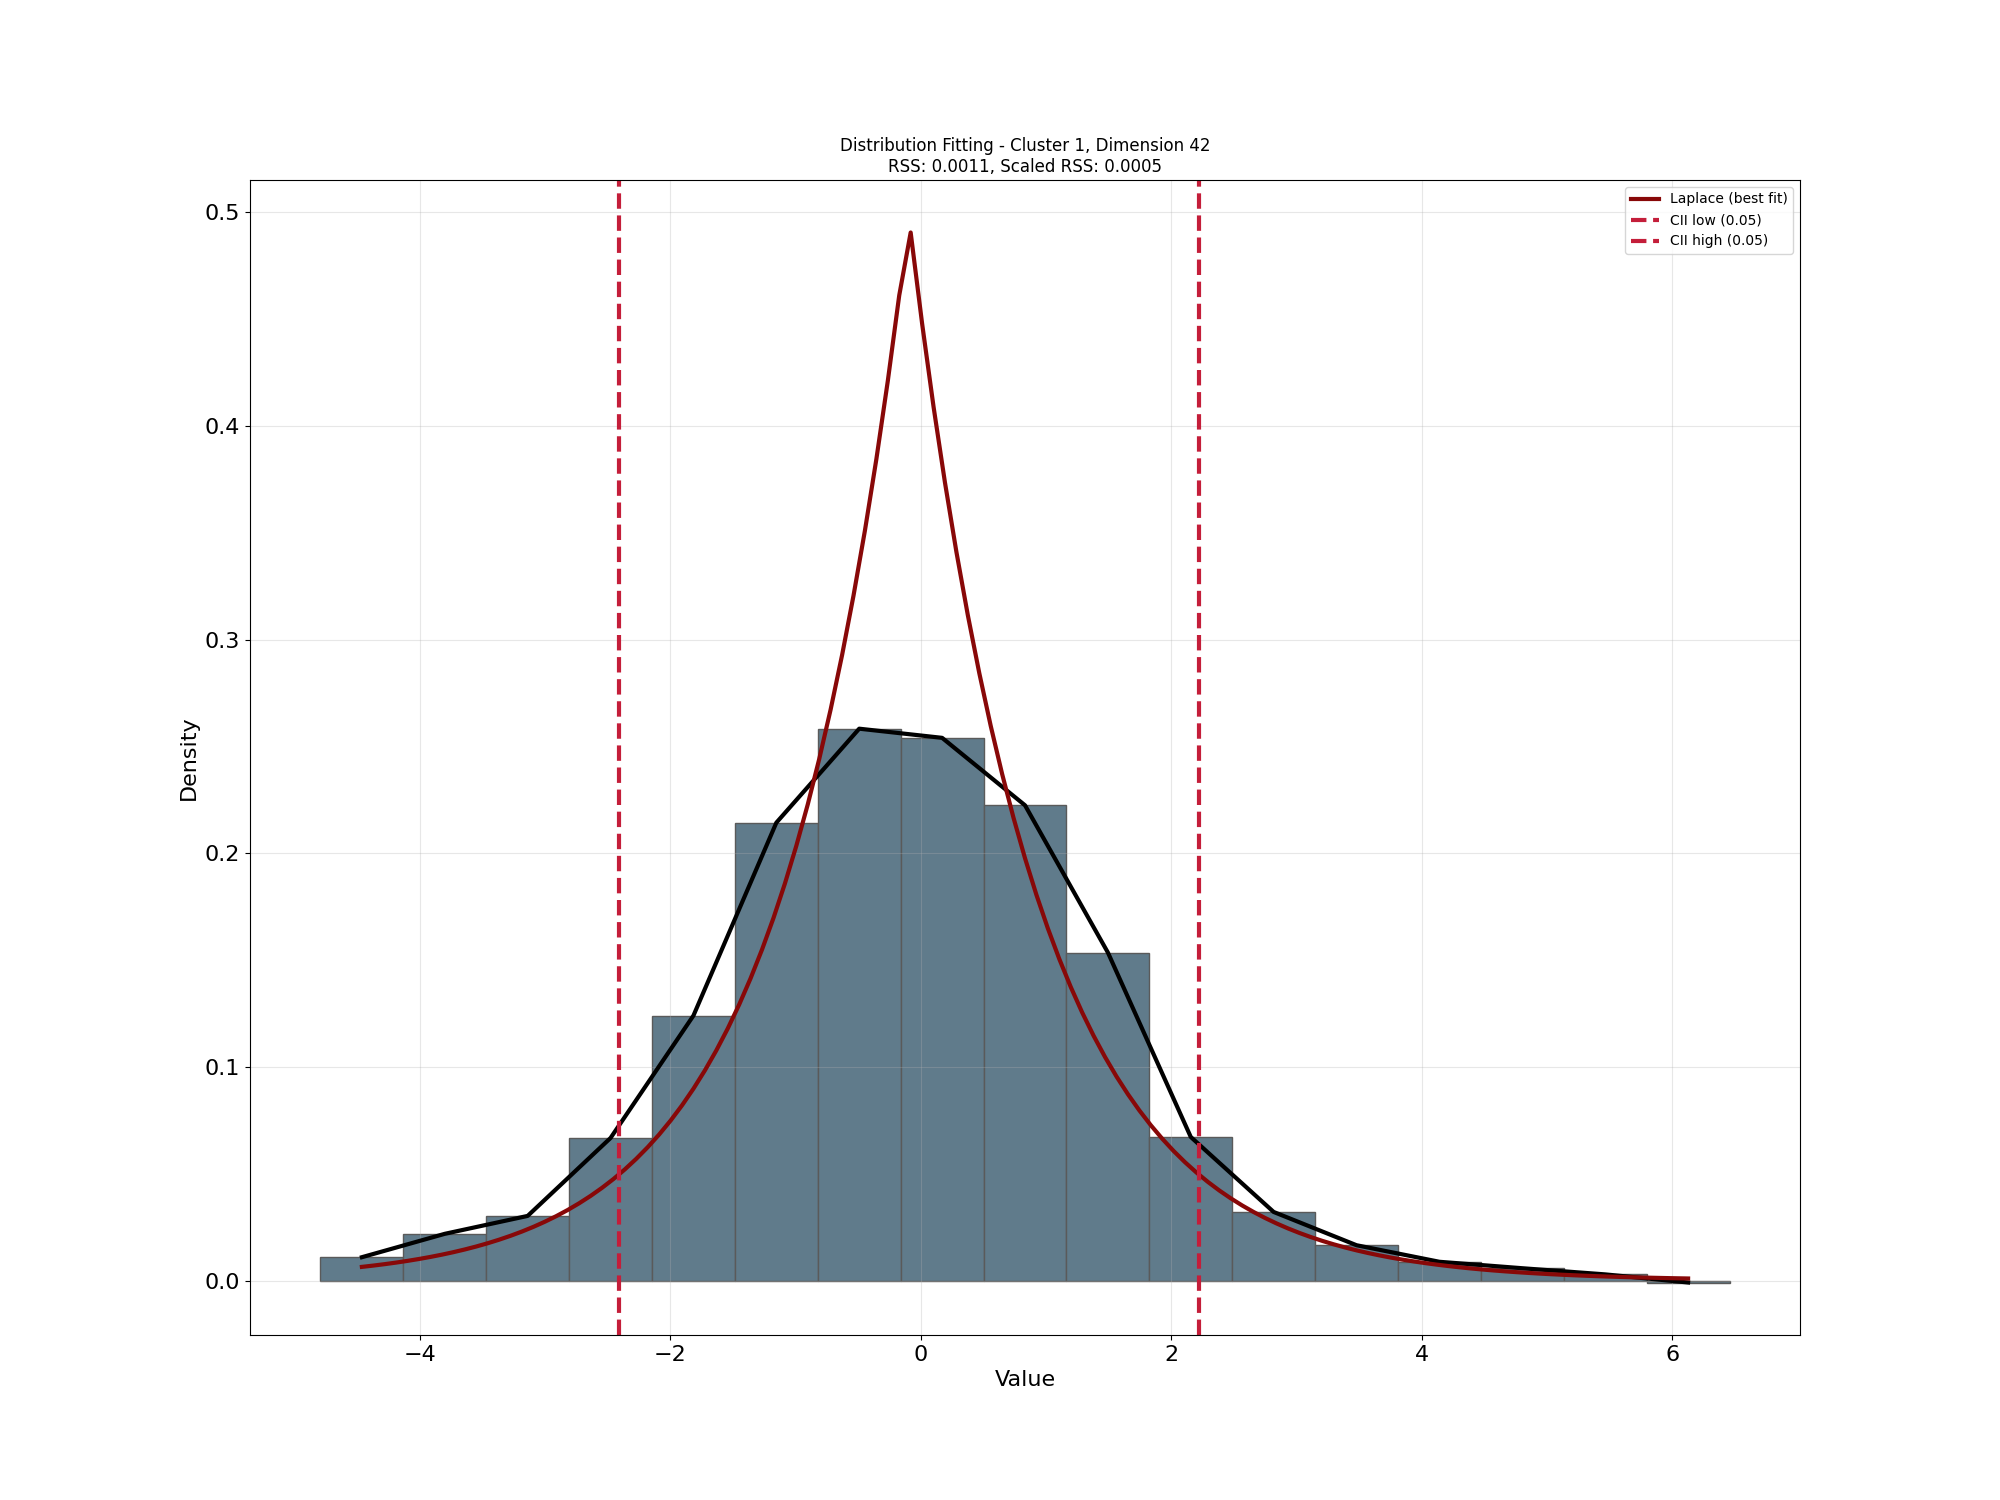 Distribution Fitting - Cluster 1, Dimension 42
RSS: 0.0011, Scaled RSS: 0.0005
Laplace (best fit)
CII low (0.05)
CII high (0.05)
0.5
0.4
0.3
0.2
0.1
0.0
Density
−4
−2
0
2
4
6
Value